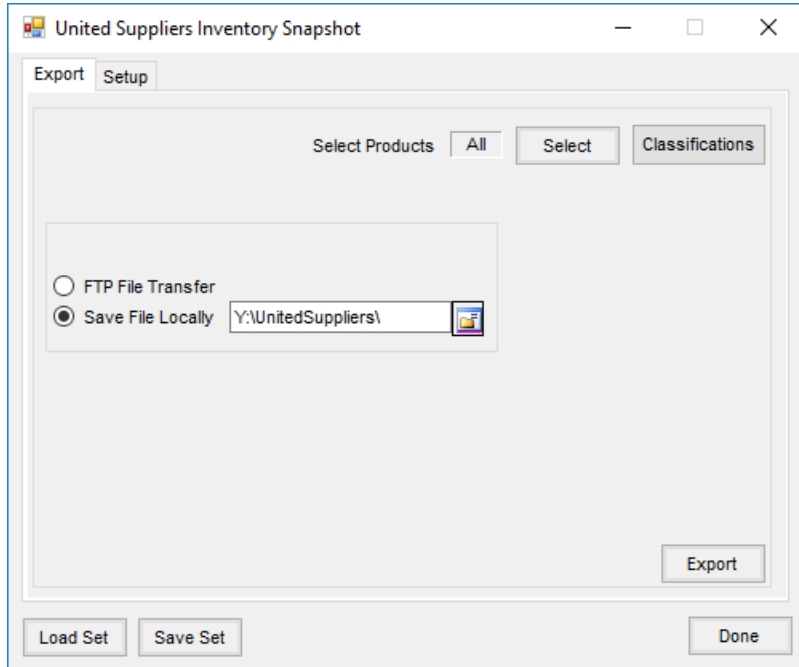 United Suppliers Inventory Snapshot
Export Setup
Select Products All Select Classifications
FTP File Transfer
Save File Locally Y:\UnitedSuppliers\
Export
Load Set Save Set Done